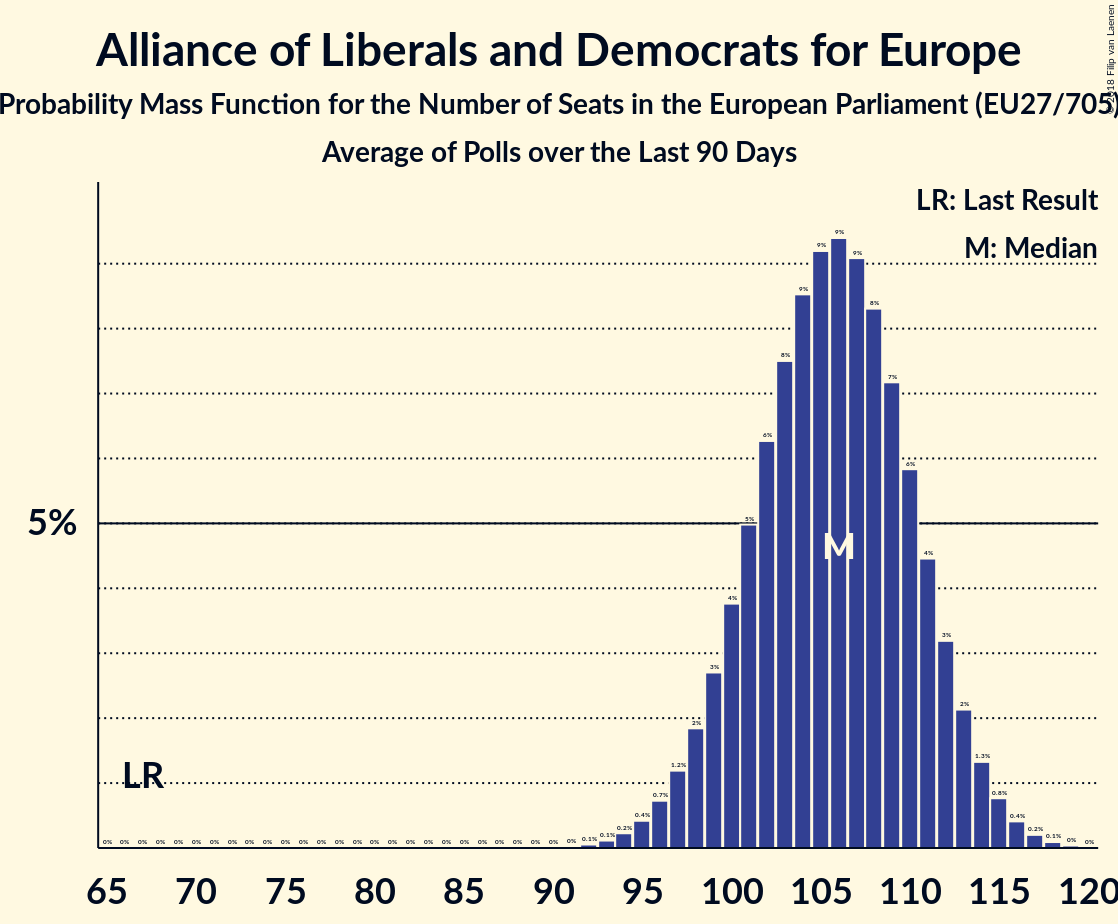 Alliance of Liberals and Democrats for Europe
Probability Mass Function for the Number of Seats in the European Parliament (EU27/705)
Average of Polls over the Last 90 Days
© 2018 Filip van Laenen
LR: Last Result
M: Median
5%
LR
M
0% 0% 0% 0% 0% 0% 0% 0% 0% 0% 0% 0% 0% 0% 0% 0% 0% 0% 0% 0% 0% 0% 0% 0% 0% 0% 0% 0.1% 0.1% 0.2% 0.4% 0.7% 1.2% 2% 3% 4% 5% 6% 8% 9% 9% 9% 9% 8% 7% 6% 4% 3% 2% 1.3% 0.8% 0.4% 0.2% 0.1% 0% 0%
65 70 75 80 85 90 95 100 105 110 115 120